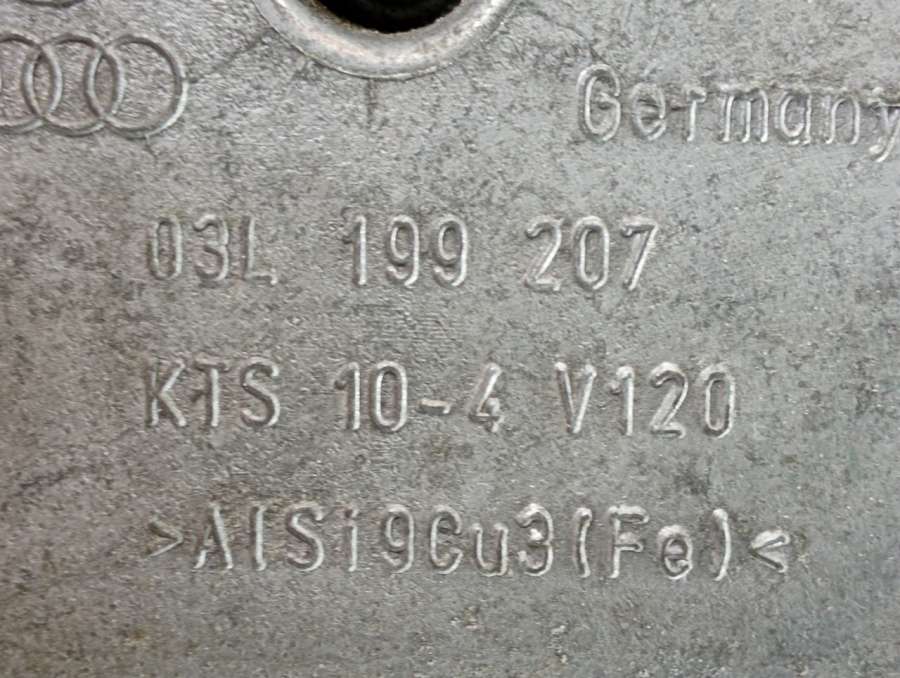 Germany
03L 199 207
KTS 10-4 V120
>AlSi9Cu3(Fe)<